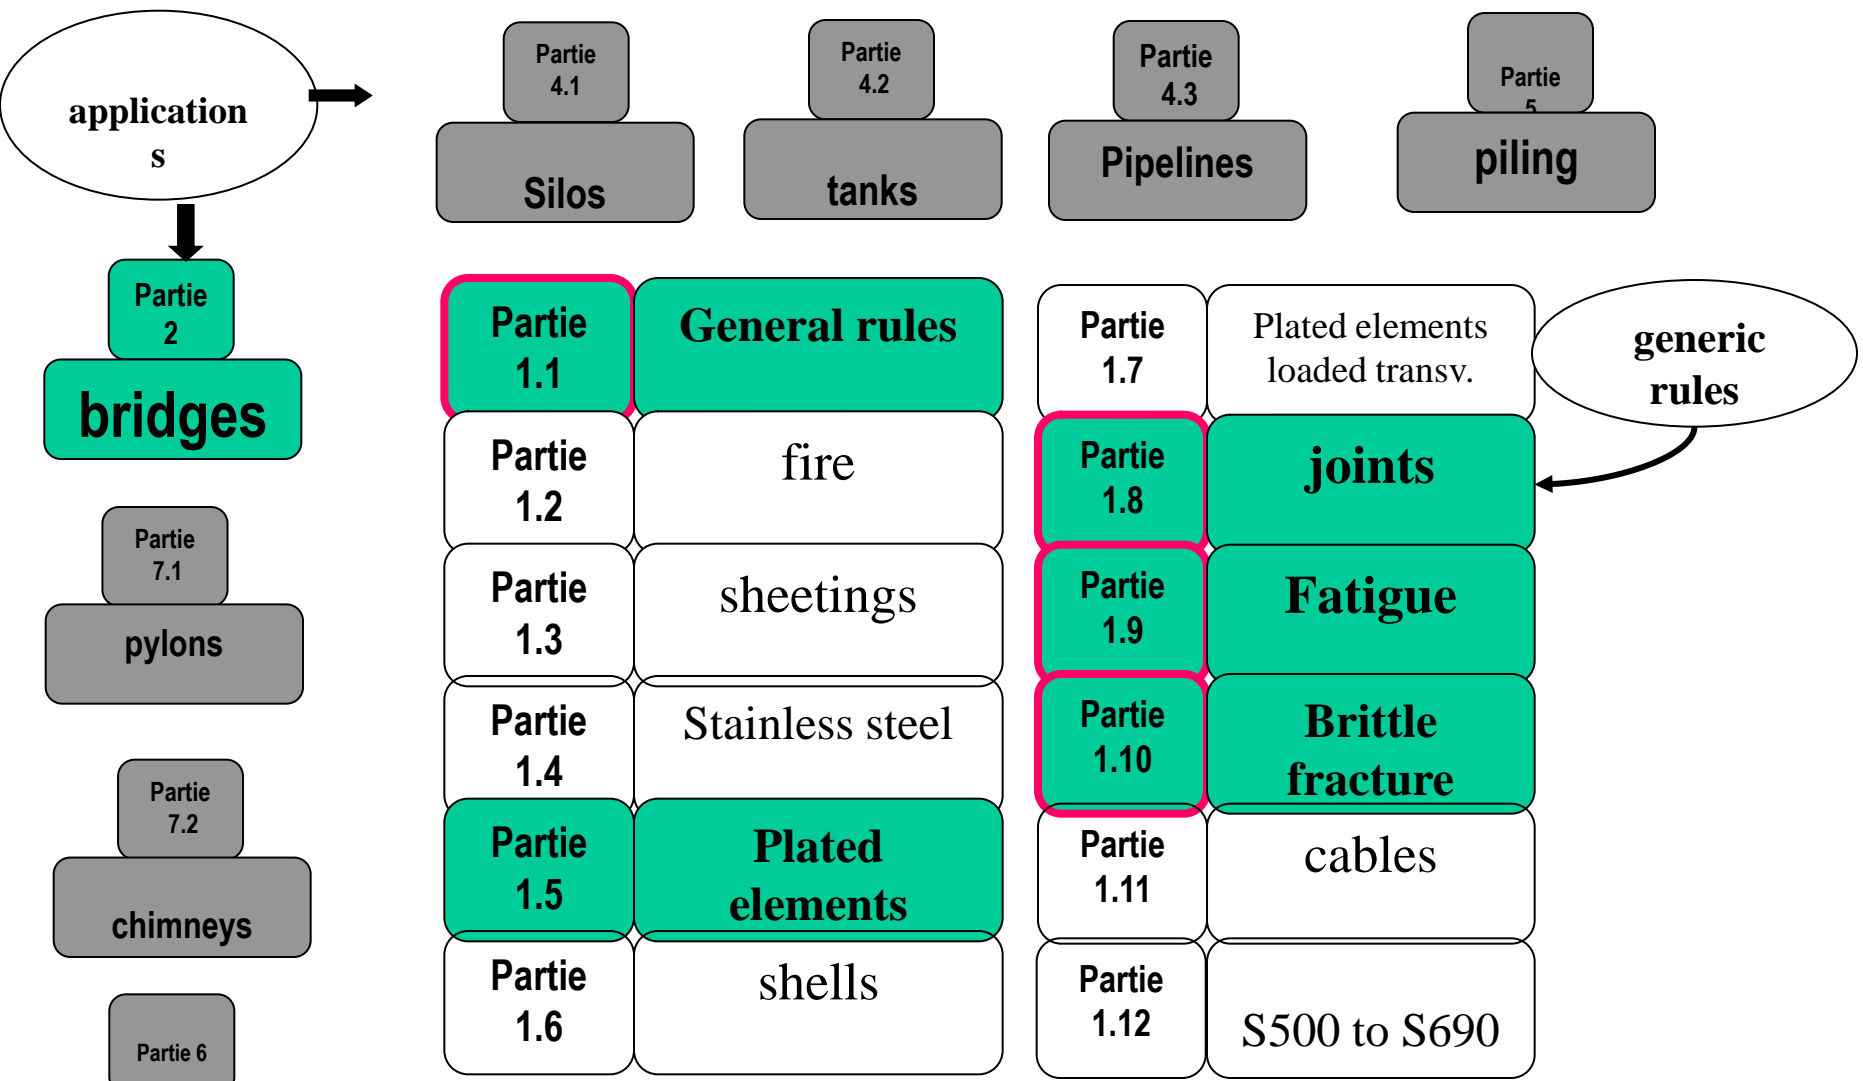 application
s
Partie
4.1
Silos
Partie
4.2
tanks
Partie
4.3
Pipelines
Partie
5
piling
Partie
2
bridges
Partie
7.1
pylons
Partie
7.2
chimneys
Partie 6
Partie
1.1
General rules
Partie
1.2
fire
Partie
1.3
sheetings
Partie
1.4
Stainless steel
Partie
1.5
Plated
elements
Partie
1.6
shells
Partie
1.7
Plated elements
loaded transv.
Partie
1.8
joints
Partie
1.9
Fatigue
Partie
1.10
Brittle
fracture
Partie
1.11
cables
Partie
1.12
S500 to S690
generic
rules